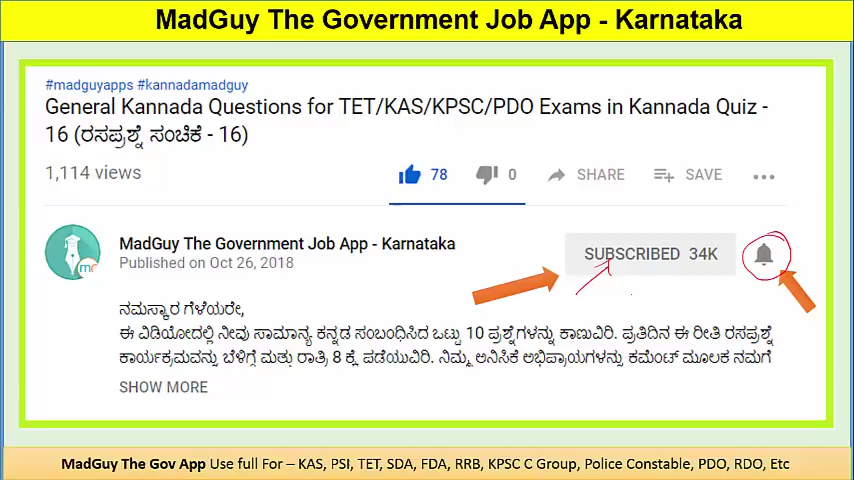 MadGuy The Government Job App - Karnataka
#madguyapps #kannadamadguy
General Kannada Questions for TET/KAS/KPSC/PDO Exams in Kannada Quiz -
16 (ರಸಪ್ರಶ್ನೆ ಸಂಚಿಕೆ - 16)
1,114 views
78 0 SHARE SAVE
MadGuy The Government Job App - Karnataka
Published on Oct 26, 2018
SUBSCRIBED 34K
ನಮಸ್ಕಾರ ಗೆಳೆಯರೇ,
ಈ ವಿಡಿಯೋದಲ್ಲಿ ನೀವು ಸಾಮಾನ್ಯ ಕನ್ನಡ ಸಂಬಂಧಿಸಿದ ಒಟ್ಟು 10 ಪ್ರಶ್ನೆಗಳನ್ನು ಕಾಣುವಿರಿ. ಪ್ರತಿದಿನ ಈ ರೀತಿ ರಸಪ್ರಶ್ನೆ
ಕಾರ್ಯಕ್ರಮವನ್ನು ಬೆಳಿಗ್ಗೆ ಮತ್ತು ರಾತ್ರಿ 8 ಕ್ಕೆ ಪಡೆಯುವಿರಿ. ನಿಮ್ಮ ಅನಿಸಿಕೆ ಅಭಿಪ್ರಾಯಗಳನ್ನು ಕಮೆಂಟ್ ಮೂಲಕ ನಮಗೆ
SHOW MORE
MadGuy The Gov App Use full For – KAS, PSI, TET, SDA, FDA, RRB, KPSC C Group, Police Constable, PDO, RDO, Etc